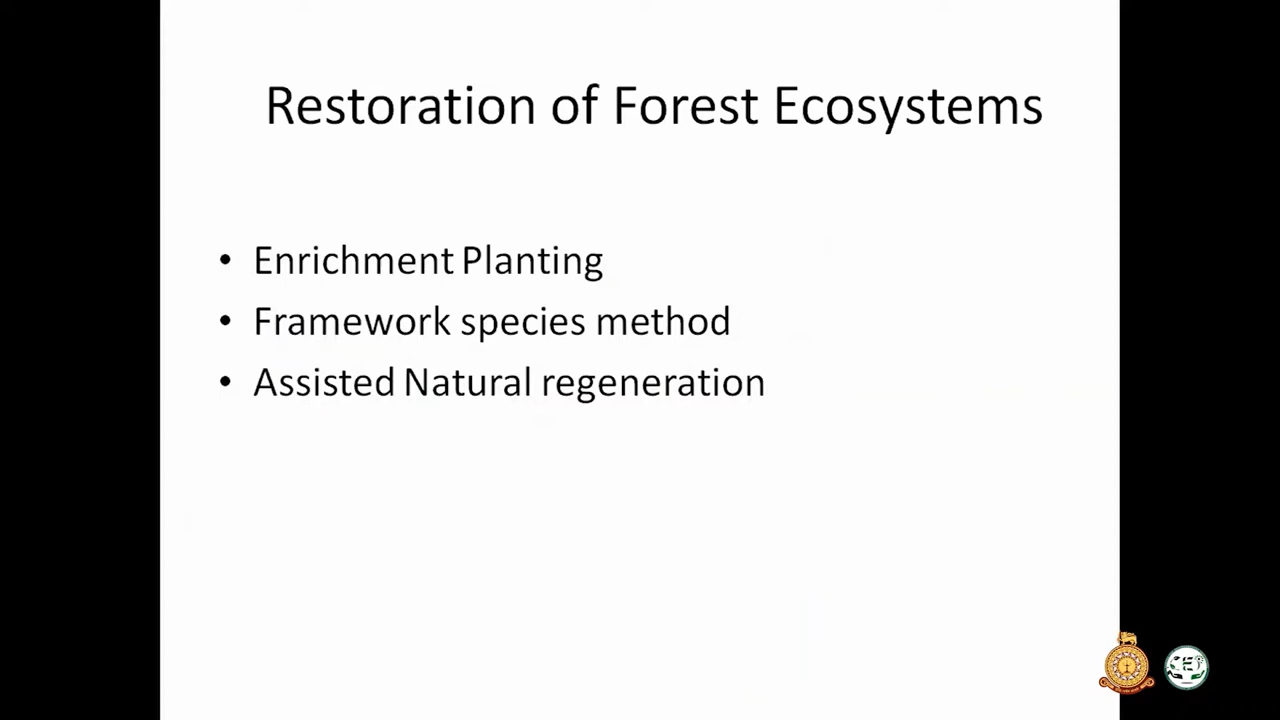 Restoration of Forest Ecosystems
• Enrichment Planting
• Framework species method
• Assisted Natural regeneration